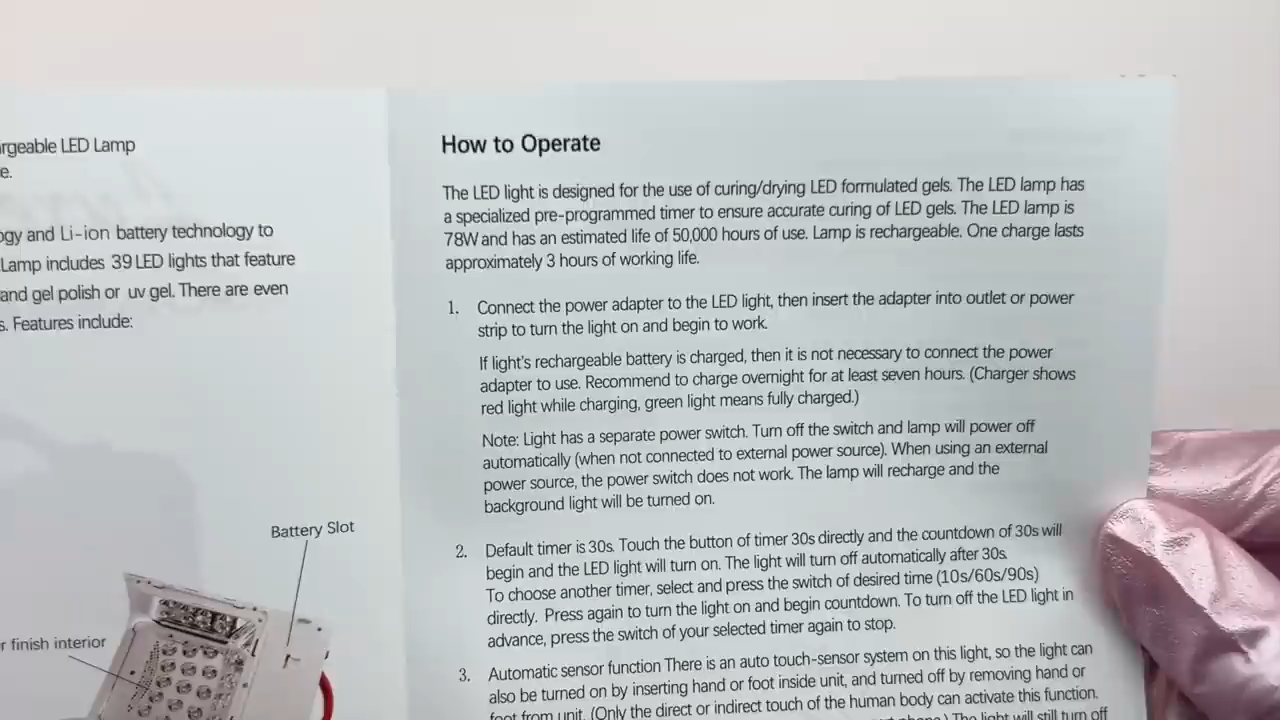 rgeable LED Lamp
e.
ogy and Li-ion battery technology to
Lamp includes 39 LED lights that feature
and gel polish or uv gel. There are even
s. Features include:
Battery Slot
r finish interior
How to Operate
The LED light is designed for the use of curing/drying LED formulated gels. The LED lamp has
a specialized pre-programmed timer to ensure accurate curing of LED gels. The LED lamp is
78W and has an estimated life of 50,000 hours of use. Lamp is rechargeable. One charge lasts
approximately 3 hours of working life.
1. Connect the power adapter to the LED light, then insert the adapter into outlet or power
strip to turn the light on and begin to work.
If light's rechargeable battery is charged, then it is not necessary to connect the power
adapter to use. Recommend to charge overnight for at least seven hours. (Charger shows
red light while charging, green light means fully charged.)
Note: Light has a separate power switch. Turn off the switch and lamp will power off
automatically (when not connected to external power source). When using an external
power source, the power switch does not work. The lamp will recharge and the
background light will be turned on.
2. Default timer is 30s. Touch the button of timer 30s directly and the countdown of 30s will
begin and the LED light will turn on. The light will turn off automatically after 30s.
To choose another timer, select and press the switch of desired time (10s/60s/90s)
directly. Press again to turn the light on and begin countdown. To turn off the LED light in
advance, press the switch of your selected timer again to stop.
3. Automatic sensor function There is an auto touch-sensor system on this light, so the light can
also be turned on by inserting hand or foot inside unit, and turned off by removing hand or
foot from unit. (Only the direct or indirect touch of the human body can activate this function.
The light will still turn off